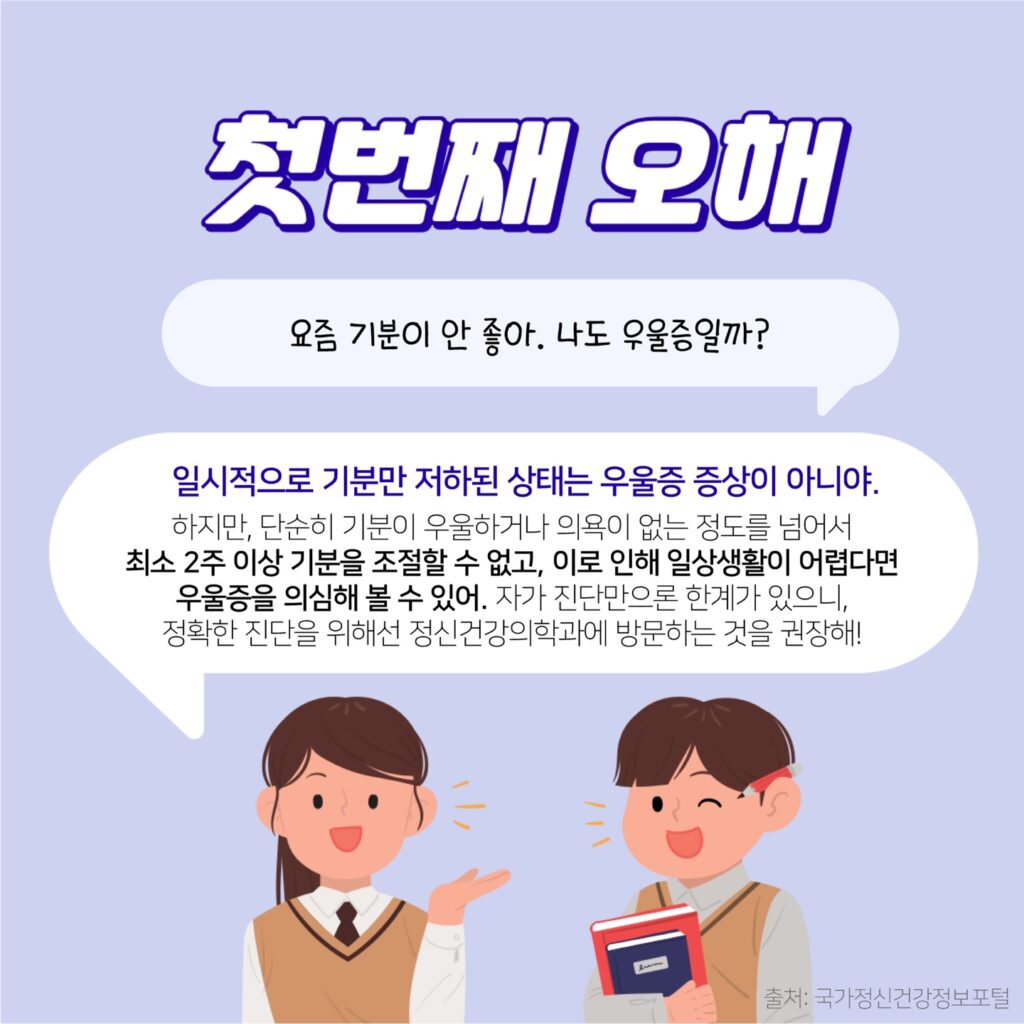 첫번째 오해
요즘 기분이 안 좋아. 나도 우울증일까?
일시적으로 기분만 저하된 상태는 우울증 증상이 아니야.
하지만, 단순히 기분이 우울하거나 의욕이 없는 정도를 넘어서
최소 2주 이상 기분을 조절할 수 없고, 이로 인해 일상생활이 어렵다면
우울증을 의심해 볼 수 있어. 자가 진단만으론 한계가 있으니,
정확한 진단을 위해선 정신건강의학과에 방문하는 것을 권장해!
출처: 국가정신건강정보포털